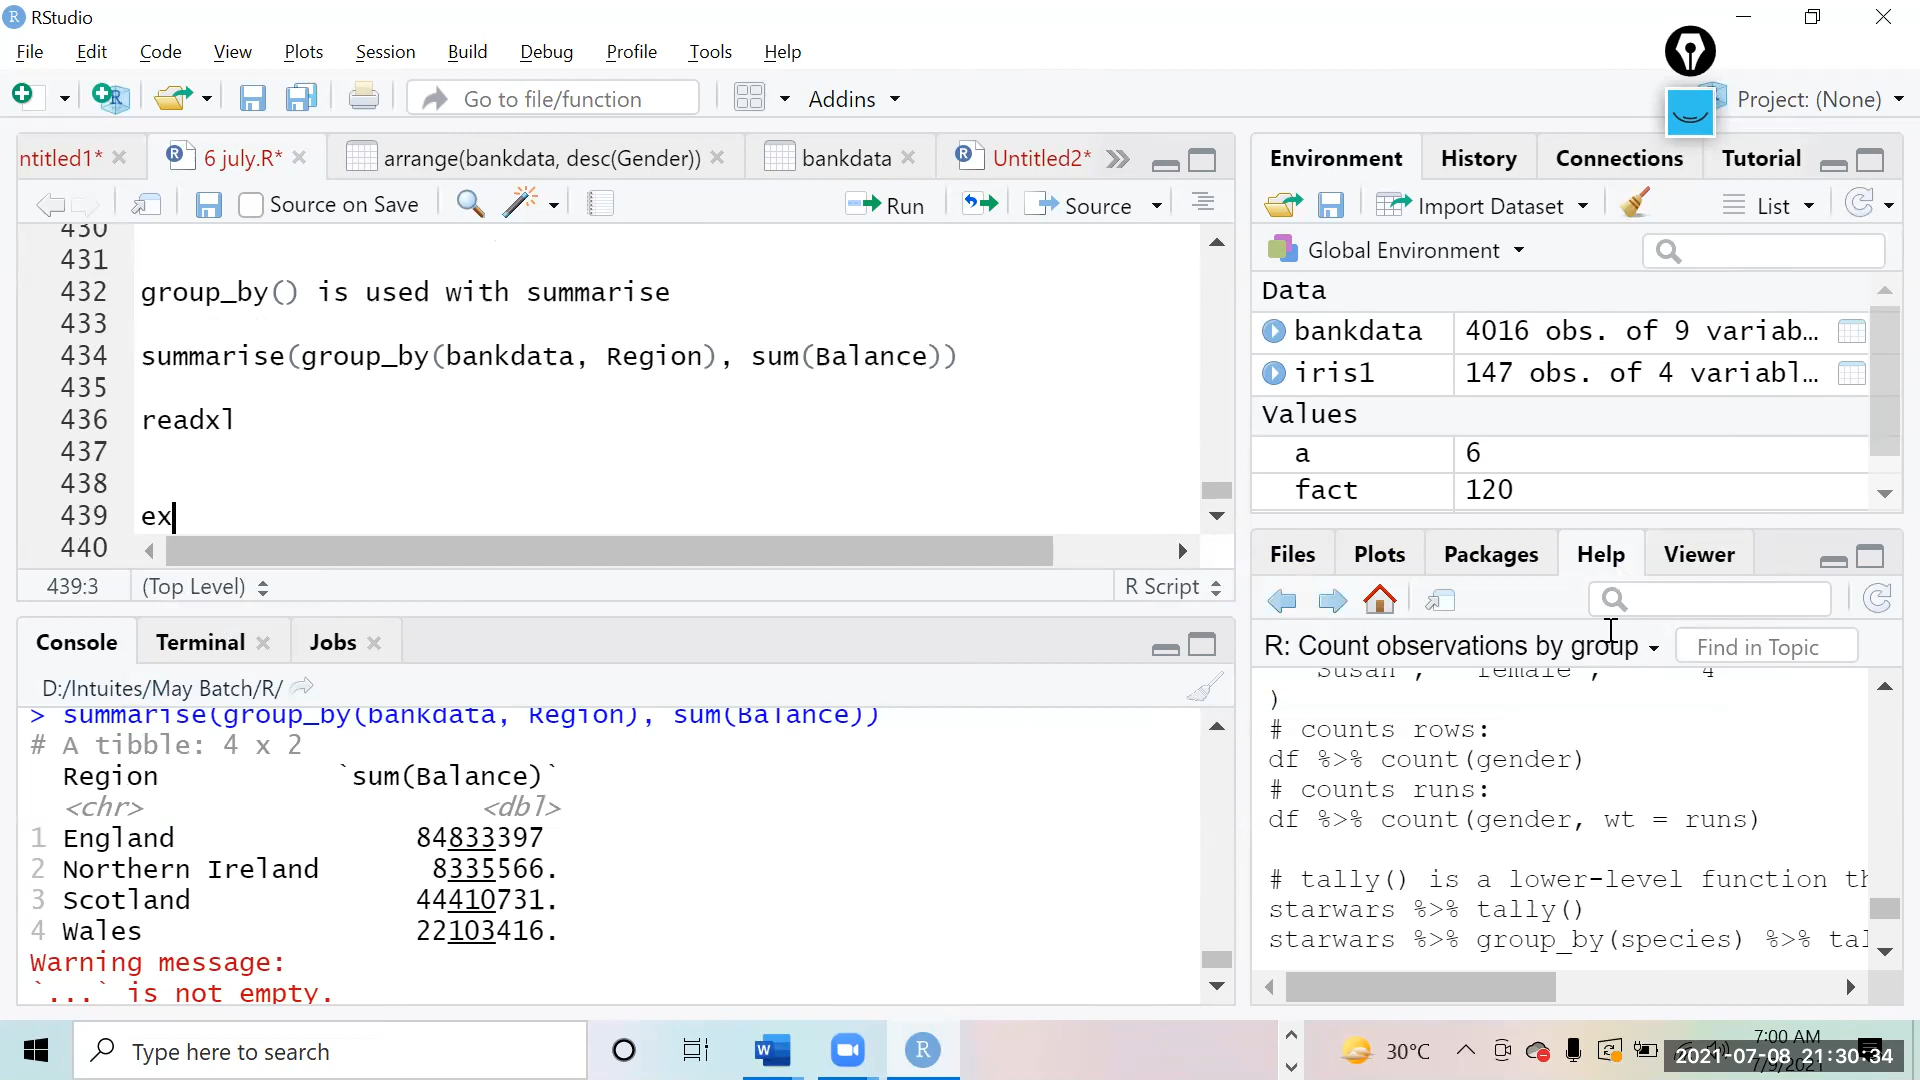 RStudio
File Edit Code View Plots Session Build Debug Profile Tools Help
Go to file/function Addins Project: (None)
ntitled1* 6 july.R* arrange(bankdata, desc(Gender)) bankdata Untitled2*
Source on Save Run Source
430
431
432 group_by() is used with summarise
433
434 summarise(group_by(bankdata, Region), sum(Balance))
435
436 readxl
437
438
439 ex
440
439:3 (Top Level) R Script
Console Terminal Jobs
D:/Intuites/May Batch/R/
> summarise(group_by(bankdata, Region), sum(Balance))
# A tibble: 4 x 2
Region `sum(Balance)`
<chr> <dbl>
1 England 84833397
2 Northern Ireland 8335566.
3 Scotland 44410731.
4 Wales 22103416.
Warning message:
`...` is not empty.
Environment History Connections Tutorial
Import Dataset List
Global Environment
Data
bankdata 4016 obs. of 9 variab...
iris1 147 obs. of 4 variabl...
Values
a 6
fact 120
Files Plots Packages Help Viewer
R: Count observations by group Find in Topic
"Susan", "female", 4
)
# counts rows:
df %>% count(gender)
# counts runs:
df %>% count(gender, wt = runs)
# tally() is a lower-level function th
starwars %>% tally()
starwars %>% group_by(species) %>% tal
Type here to search
30°C
7:00 AM
2021-07-08 21:30:34